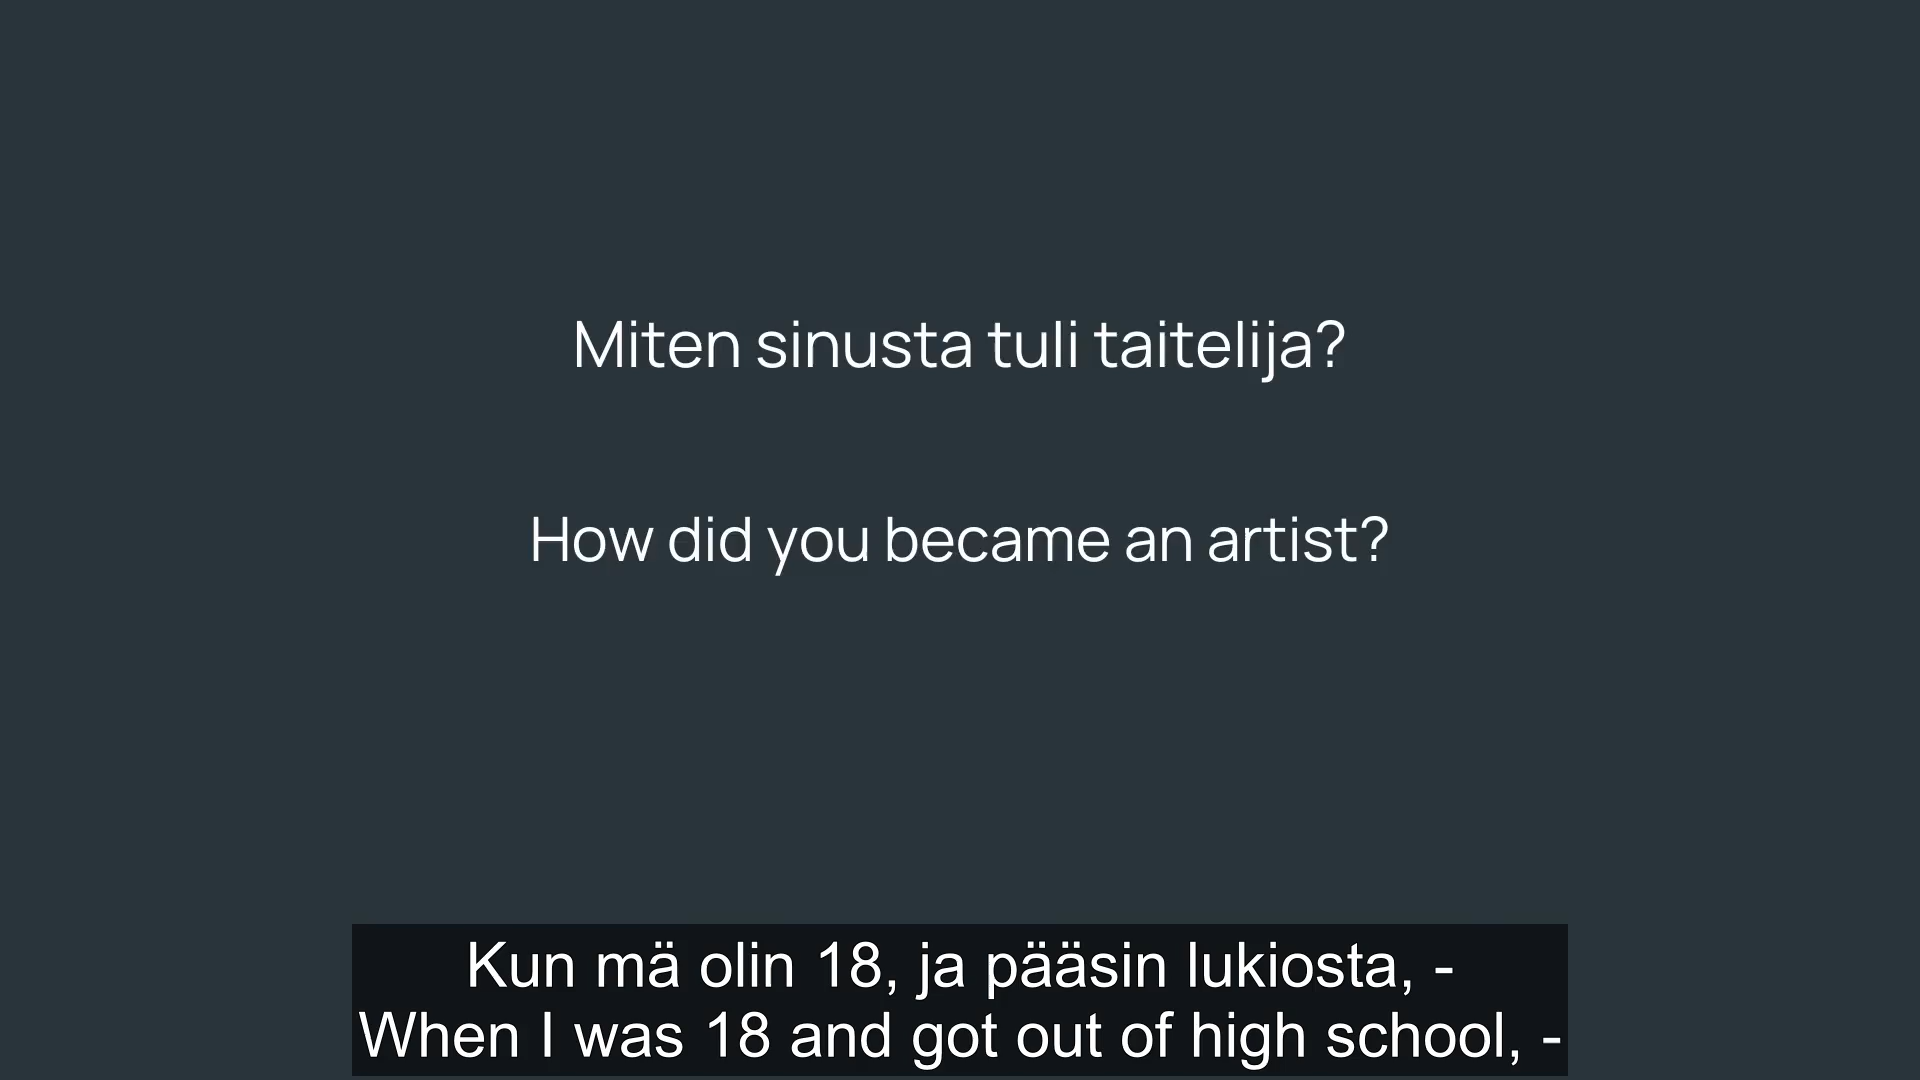 Miten sinusta tuli taitelija?
How did you became an artist?
Kun mä olin 18, ja pääsin lukiosta, -
When I was 18 and got out of high school, -